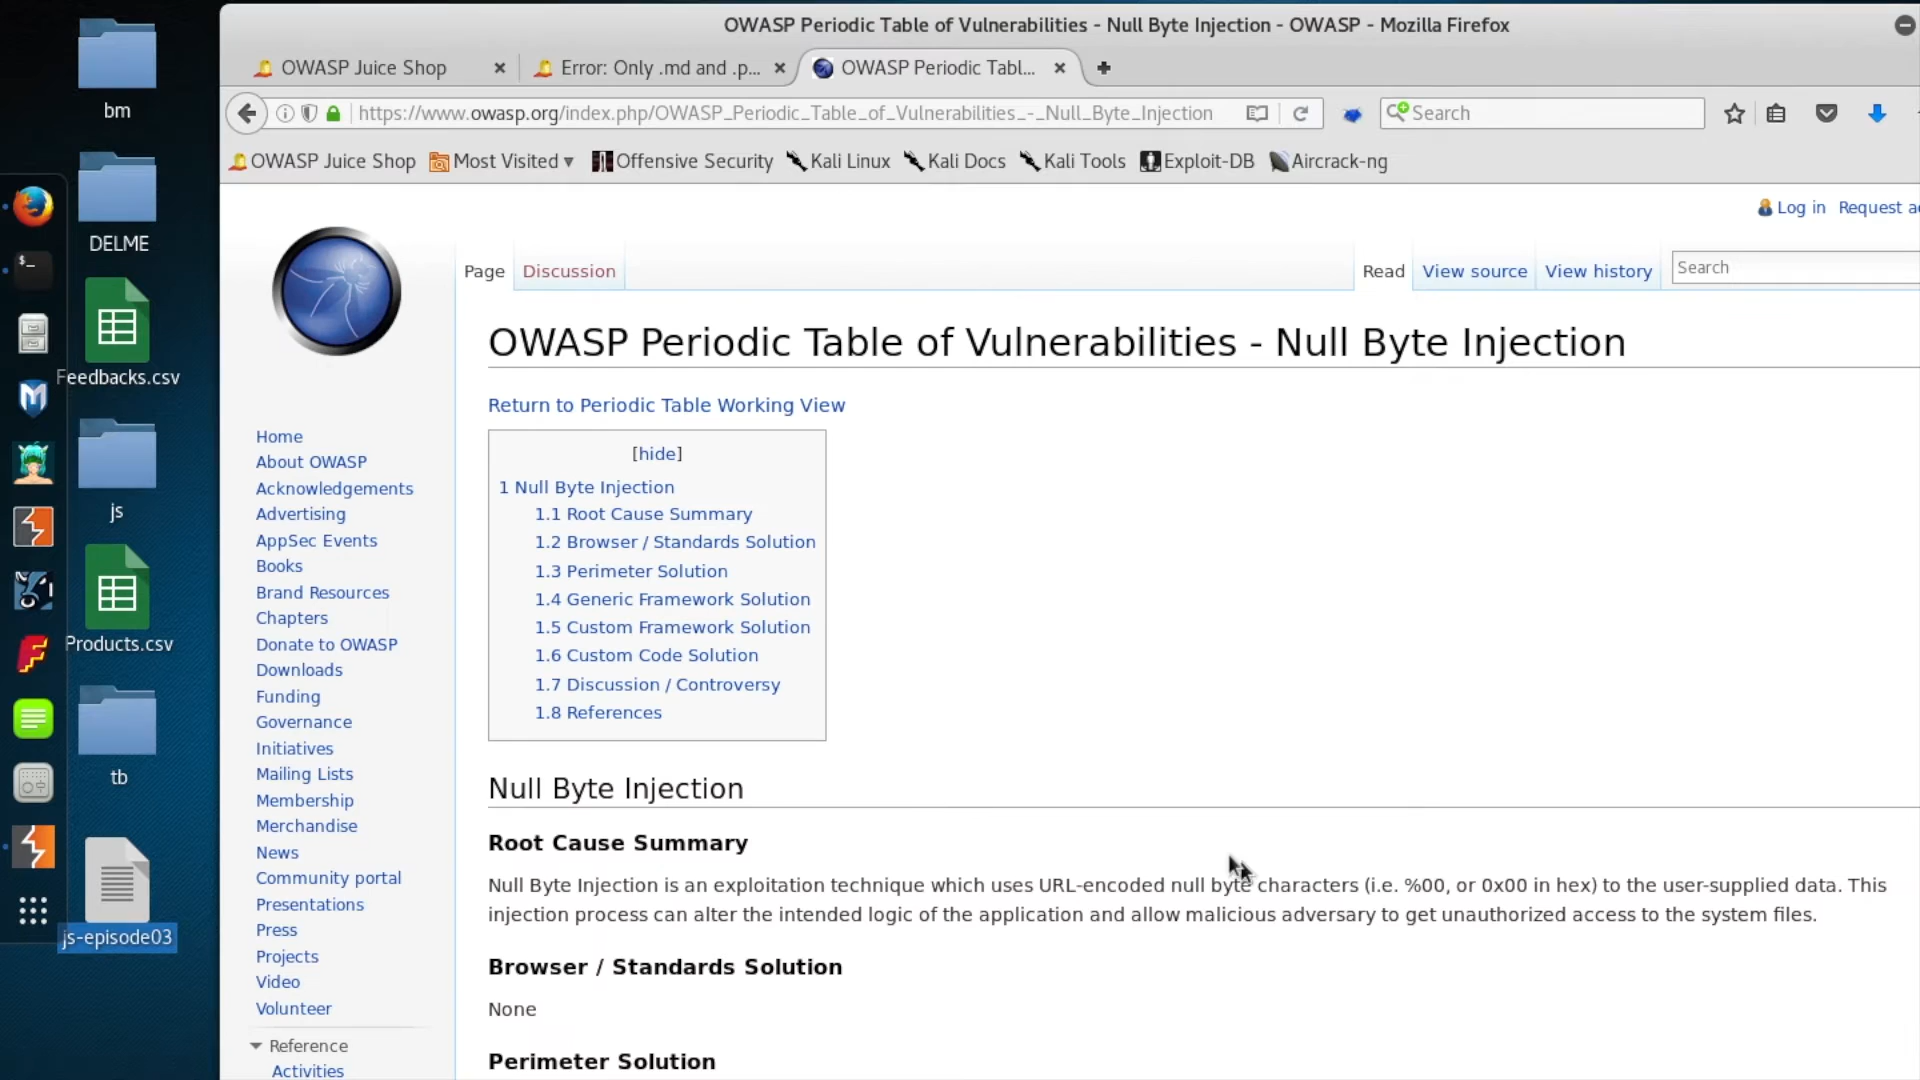 OWASP Periodic Table of Vulnerabilities - Null Byte Injection - OWASP - Mozilla Firefox
OWASP Juice Shop
Error: Only .md and .p...
OWASP Periodic Tabl...
https://www.owasp.org/index.php/OWASP_Periodic_Table_of_Vulnerabilities_-_Null_Byte_Injection
Search
OWASP Juice Shop
Most Visited
Offensive Security
Kali Linux
Kali Docs
Kali Tools
Exploit-DB
Aircrack-ng
bm
DELME
Feedbacks.csv
js
Products.csv
tb
js-episode03
Log in
Request a
Page
Discussion
Read
View source
View history
Search
OWASP Periodic Table of Vulnerabilities - Null Byte Injection
Return to Periodic Table Working View
[hide]
1 Null Byte Injection
1.1 Root Cause Summary
1.2 Browser / Standards Solution
1.3 Perimeter Solution
1.4 Generic Framework Solution
1.5 Custom Framework Solution
1.6 Custom Code Solution
1.7 Discussion / Controversy
1.8 References
Home
About OWASP
Acknowledgements
Advertising
AppSec Events
Books
Brand Resources
Chapters
Donate to OWASP
Downloads
Funding
Governance
Initiatives
Mailing Lists
Membership
Merchandise
News
Community portal
Presentations
Press
Projects
Video
Volunteer
Reference
Activities
Null Byte Injection
Root Cause Summary
Null Byte Injection is an exploitation technique which uses URL-encoded null byte characters (i.e. %00, or 0x00 in hex) to the user-supplied data. This
injection process can alter the intended logic of the application and allow malicious adversary to get unauthorized access to the system files.
Browser / Standards Solution
None
Perimeter Solution